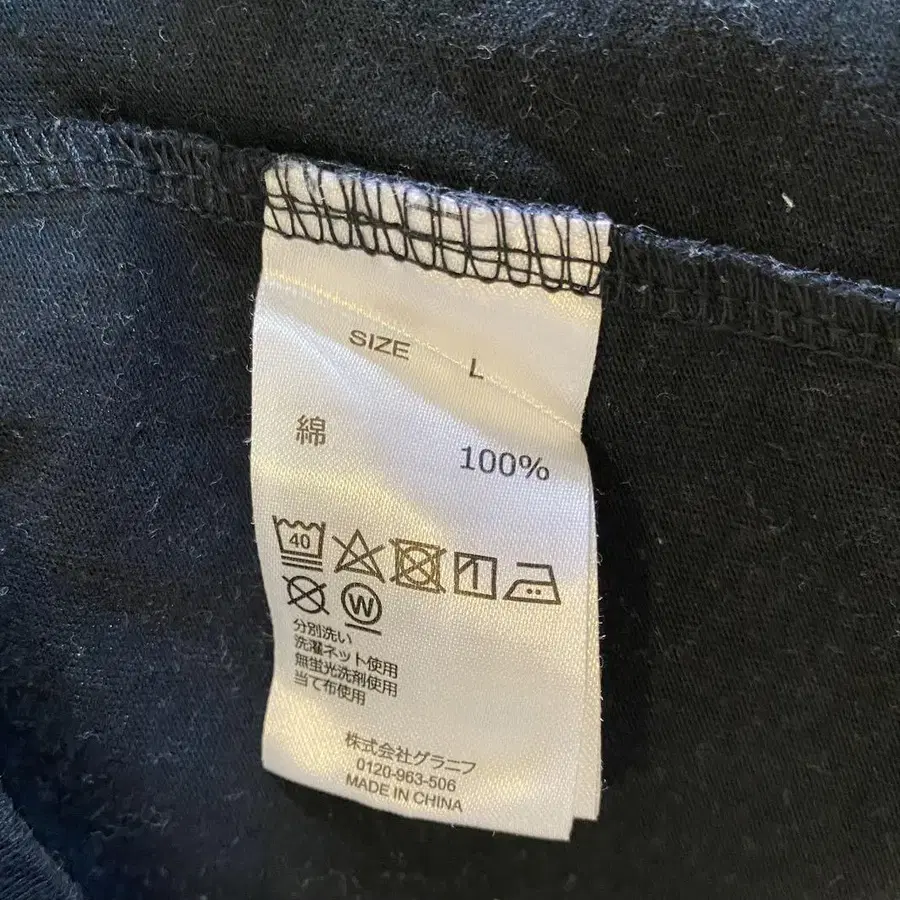 SIZE L
綿 100%
40
W
分別洗い
洗濯ネット使用
無蛍光洗剤使用
当て布使用
株式会社グラニフ
0120-963-506
MADE IN CHINA